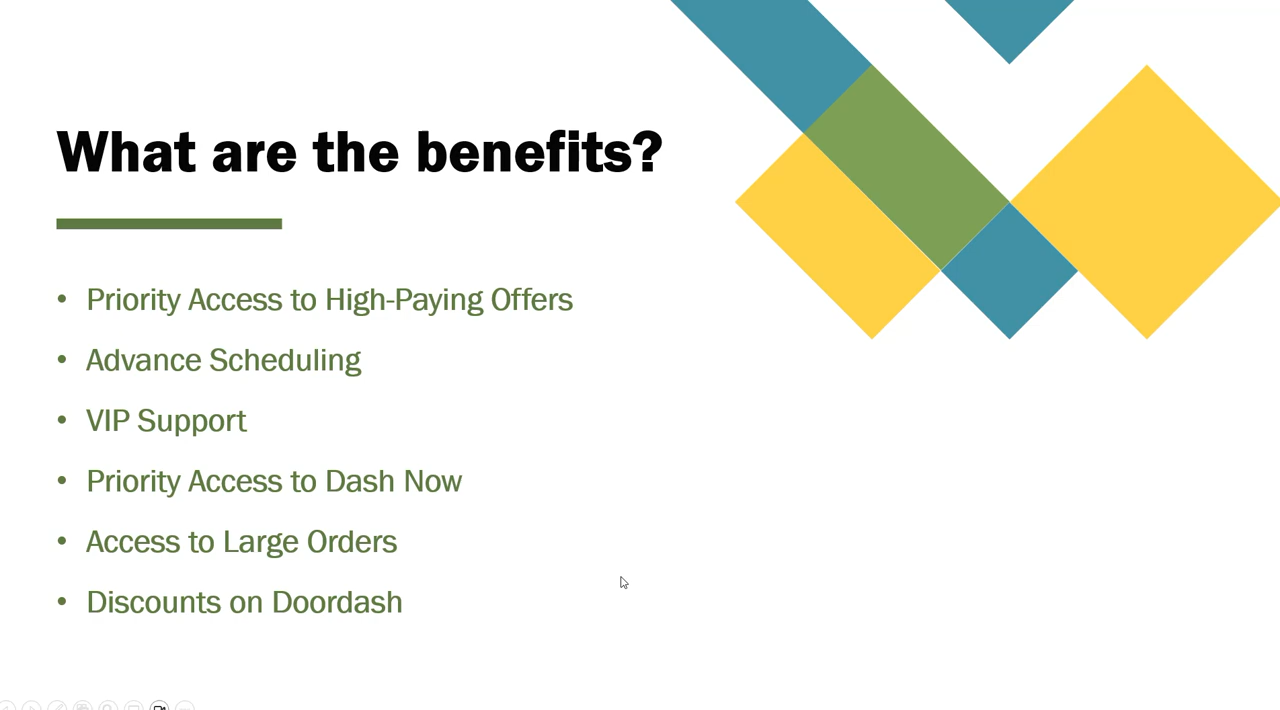 What are the benefits?
• Priority Access to High-Paying Offers
• Advance Scheduling
• VIP Support
• Priority Access to Dash Now
• Access to Large Orders
• Discounts on Doordash